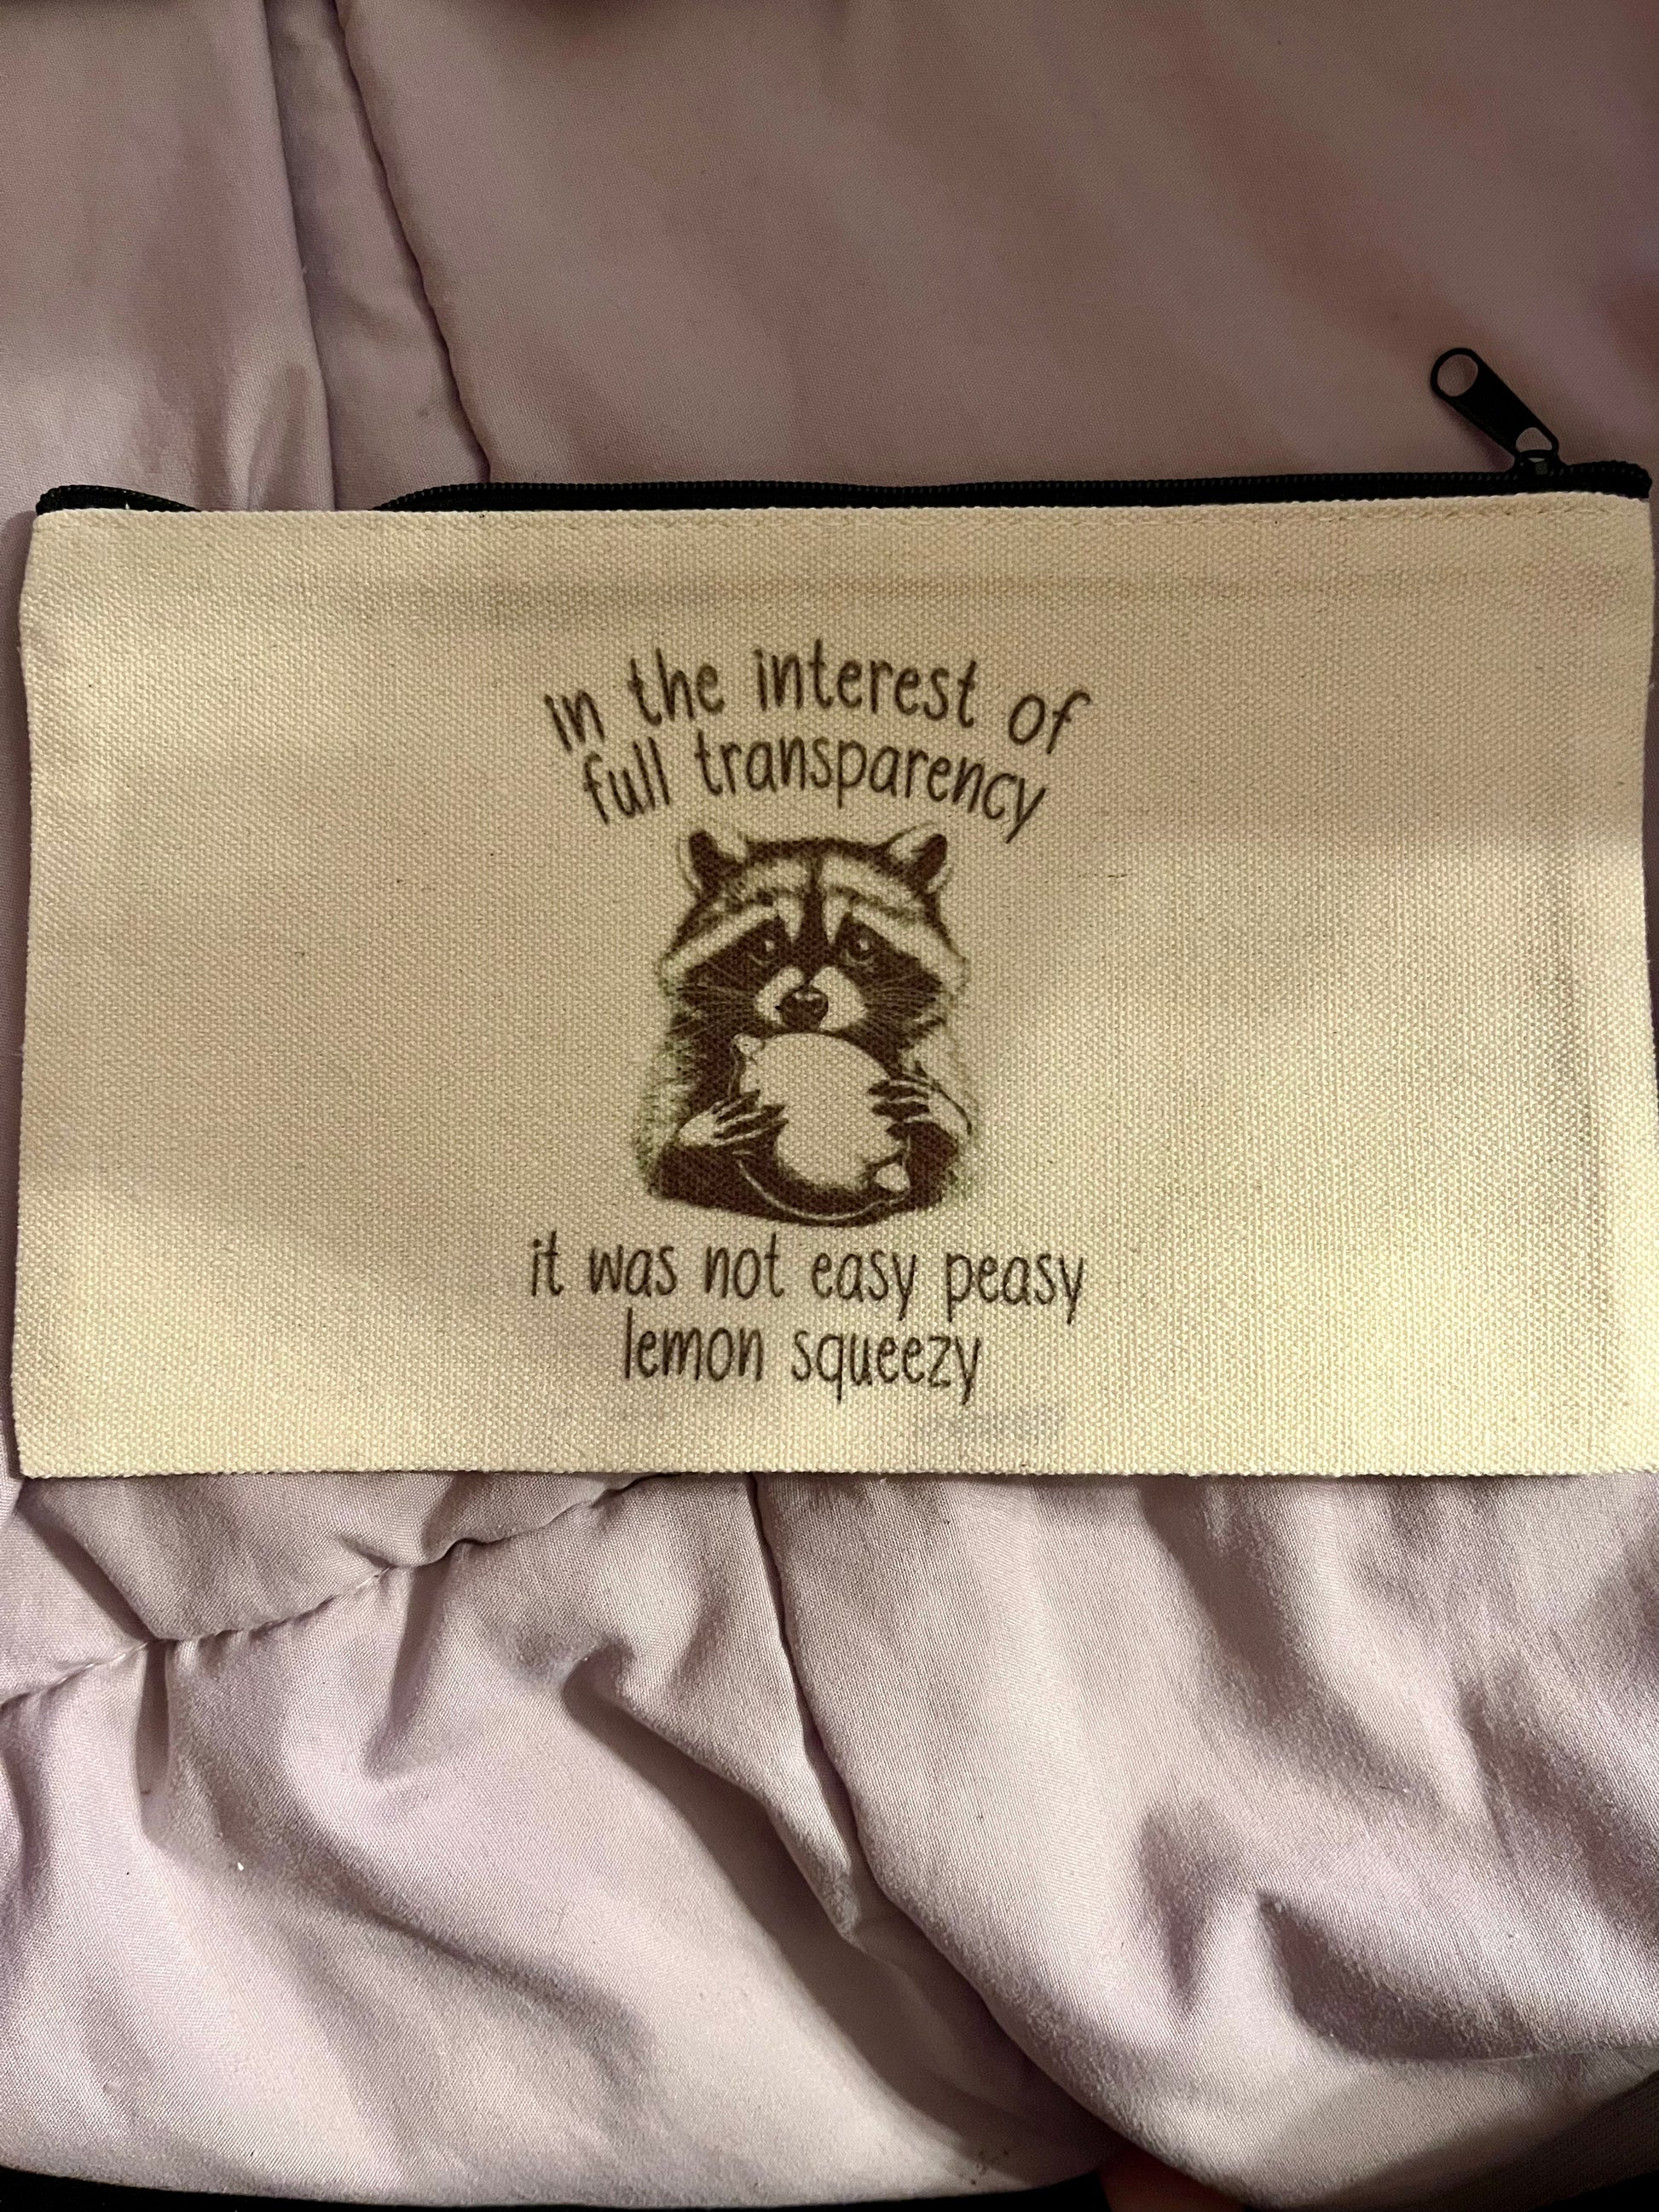 in the interest of
full transparency
it was not easy peasy
lemon squeezy